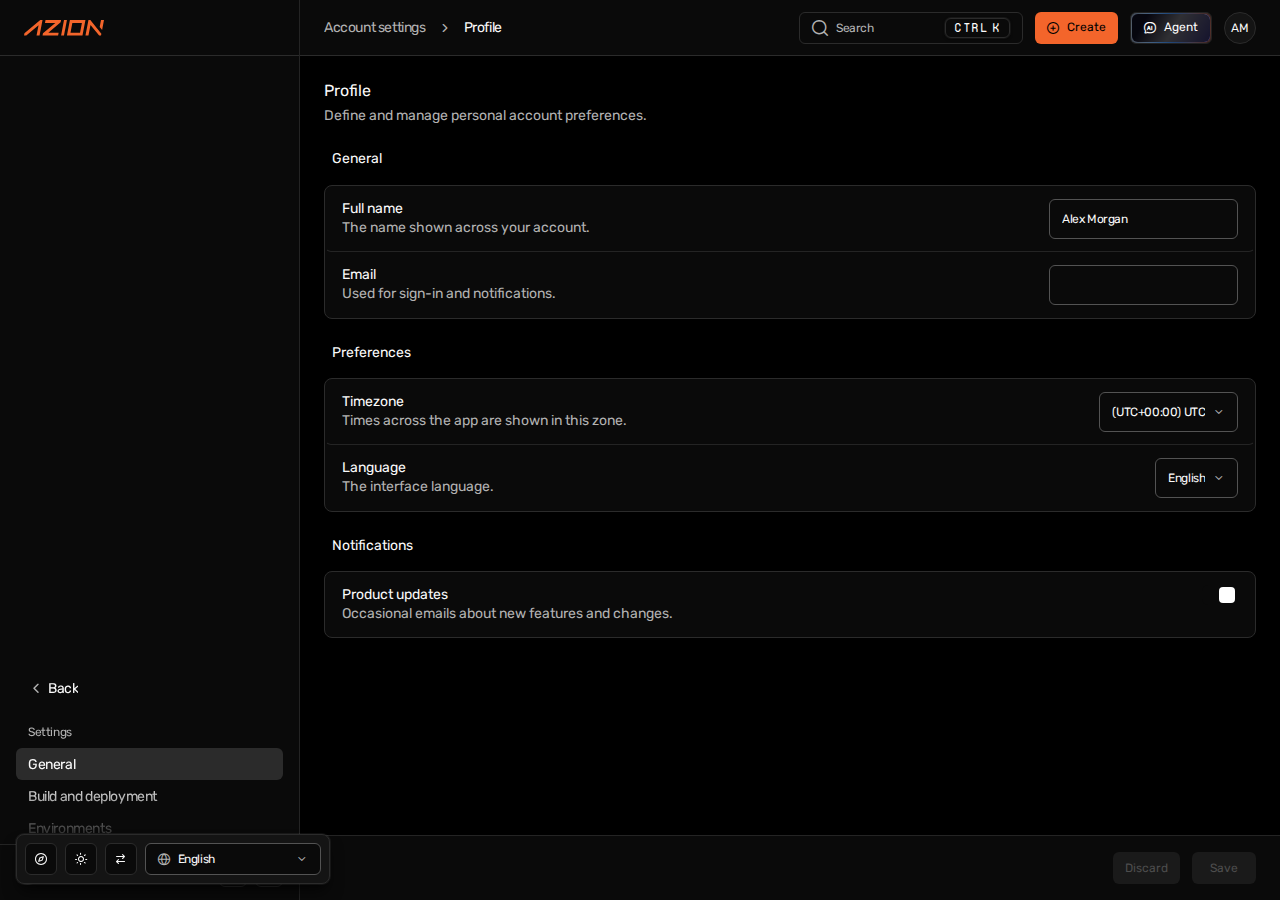 AZION
Account settings > Profile
Search
CTRL K
Create
AI
Agent
AM
Profile
Define and manage personal account preferences.
General
Full name
The name shown across your account.
Alex Morgan
Email
Used for sign-in and notifications.
Preferences
Timezone
Times across the app are shown in this zone.
(UTC+00:00) UTC
Language
The interface language.
English
Notifications
Product updates
Occasional emails about new features and changes.
Back
Settings
General
Build and deployment
Environments
English
Discard
Save